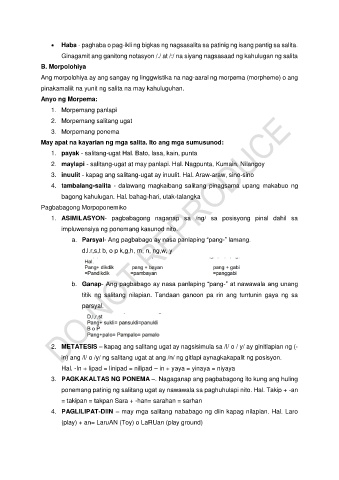 • Haba - paghaba o pag-ikli ng bigkas ng nagsasalita sa patinig ng isang pantig sa salita.
Ginagamit ang ganitong notasyon /./ at /:/ na siyang nagsasaad ng kahulugan ng salita
B. Morpolohiya
Ang morpolohiya ay ang sangay ng linggwistika na nag-aaral ng morpema (morpheme) o ang
pinakamaliit na yunit ng salita na may kahuluguhan.
Anyo ng Morpema:
1. Morpemang panlapi
2. Morpemang salitang ugat
3. Morpemang ponema
May apat na kayarian ng mga salita. Ito ang mga sumusunod:
1. payak - salitang-ugat Hal. Bato, lasa, kain, punta
2. maylapi - salitang-ugat at may panlapi. Hal. Nagpunta, Kumain, Nilangoy
3. inuulit - kapag ang salitang-ugat ay inuulit. Hal. Araw-araw, sino-sino
4. tambalang-salita - dalawang magkaibang salitang pinagsama upang makabuo ng
bagong kahulugan. Hal. bahag-hari, utak-talangka
Pagbabagong Morpoponemiko
1. ASIMILASYON- pagbabagong naganap sa /ng/ sa posisyong pinal dahil sa
impluwensiya ng ponemang kasunod nito.
a. Parsyal- Ang pagbabago ay nasa panlaping “pang-” lamang.
d,l,r,s,t b, o p k,g,h, m, n, ng,w, y
Hal.
Pang+ dikdik pang + bayan pang + gabi
=Pandikdik =pambayan =panggabi
b. Ganap- Ang pagbabago ay nasa panlaping “pang-” at nawawala ang unang
titik ng salitang nilapian. Tandaan gancon pa rin ang tuntunin gaya ng sa
parsyal.
D,l,r,st
Pang+ sukli= pansukli=panukli
B o P
Pang+palo= Pampalo= pamalo
2. METATESIS – kapag ang salitang ugat ay nagsisimula sa /l/ o / y/ ay ginitlapian ng (-
in) ang /l/ o /y/ ng salitang ugat at ang /n/ ng gitlapi aynagkakapalit ng posisyon.
Hal. -In + lipad = linipad = nilipad – in + yaya = yinaya = niyaya
3. PAGKAKALTAS NG PONEMA –. Nagaganap ang pagbabagong ito kung ang huling
ponemang patinig ng salitang ugat ay nawawala sa paghuhulapi nito. Hal. Takip + -an
= takipan = takpan Sara + -han= sarahan = sarhan
4. PAGLILIPAT-DIIN – may mga salitang nababago ng diin kapag nilapian. Hal. Laro
(play) + an= LaruAN (Toy) o LaRUan (play ground)